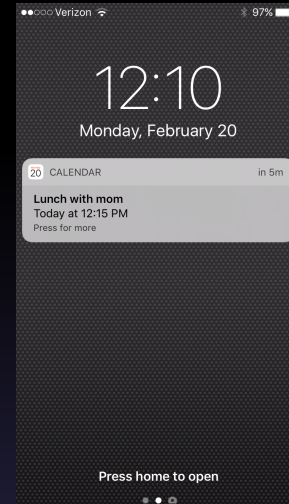 Verizon 97%
12:10
Monday, February 20
20 CALENDAR in 5m
Lunch with mom
Today at 12:15 PM
Press for more
Press home to open